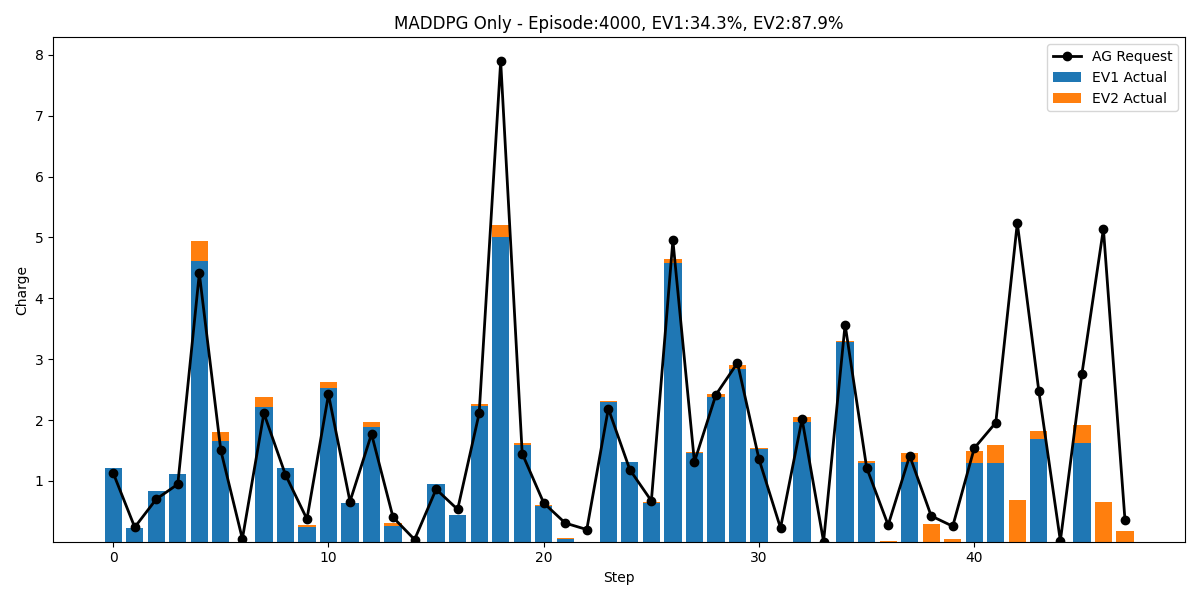 MADDPG Only - Episode:4000, EV1:34.3%, EV2:87.9%
AG Request
EV1 Actual
EV2 Actual
Charge
8
7
6
5
4
3
2
1
0 10 20 30 40
Step